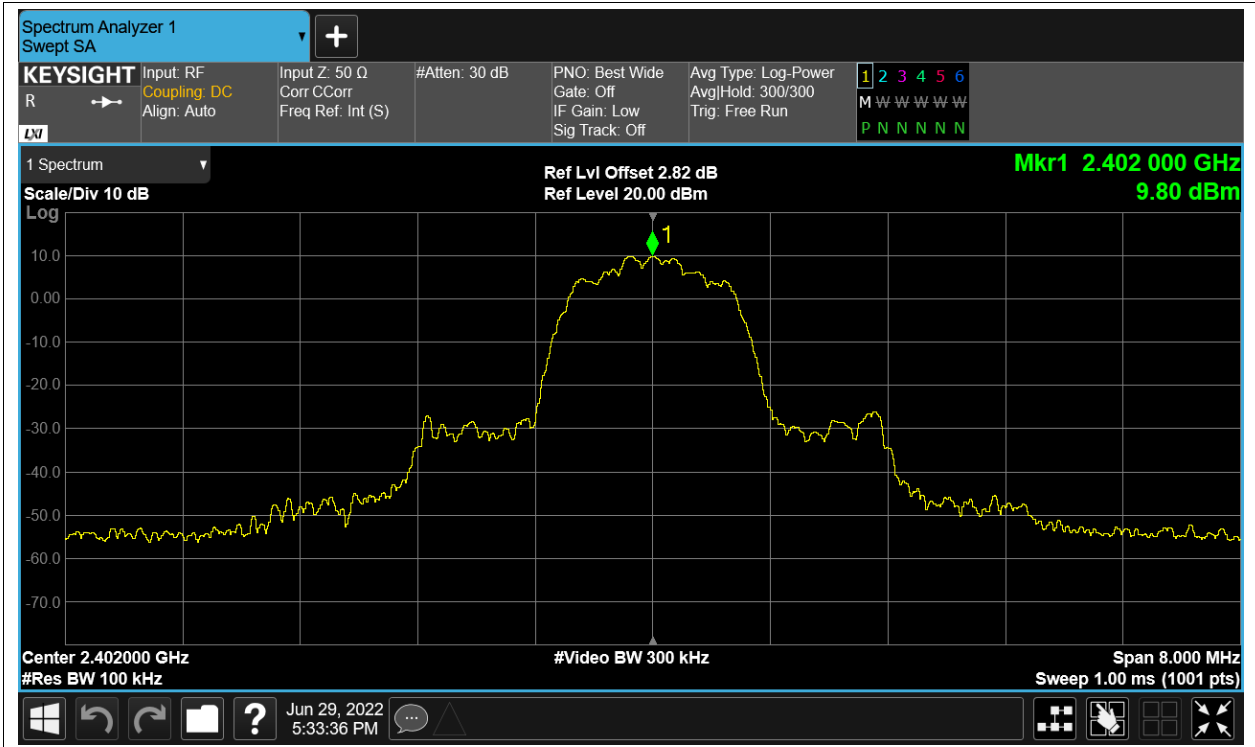 Spectrum Analyzer 1
Swept SA
+
KEYSIGHT
R
LXI
Input: RF
Coupling: DC
Align: Auto
Input Z: 50 Ω
Corr CCorr
Freq Ref: Int (S)
#Atten: 30 dB
PNO: Best Wide
Gate: Off
IF Gain: Low
Sig Track: Off
Avg Type: Log-Power
Avg|Hold: 300/300
Trig: Free Run
1 2 3 4 5 6
M W W W W W
P N N N N N
1 Spectrum
Scale/Div 10 dB
Log
Ref Lvl Offset 2.82 dB
Ref Level 20.00 dBm
Mkr1 2.402 000 GHz
9.80 dBm
1
10.0
0.00
-10.0
-20.0
-30.0
-40.0
-50.0
-60.0
-70.0
Center 2.402000 GHz
#Video BW 300 kHz
Span 8.000 MHz
#Res BW 100 kHz
Sweep 1.00 ms (1001 pts)
?
Jun 29, 2022
5:33:36 PM